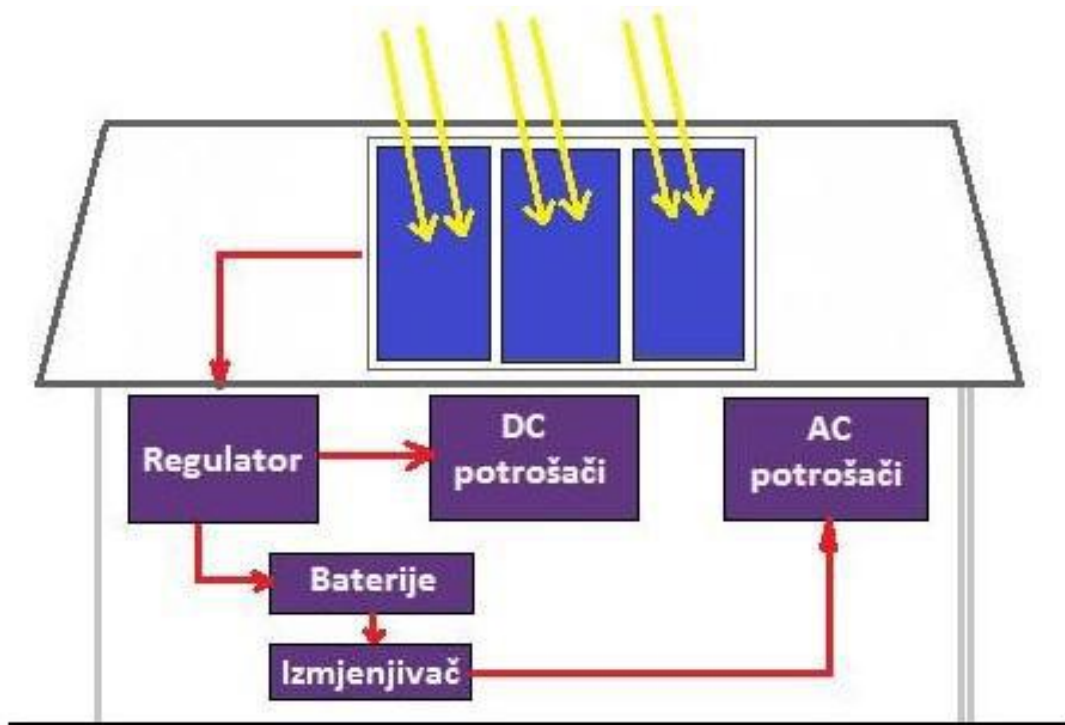 Regulator
DC
potrošači
AC
potrošači
Baterije
Izmjenjivač